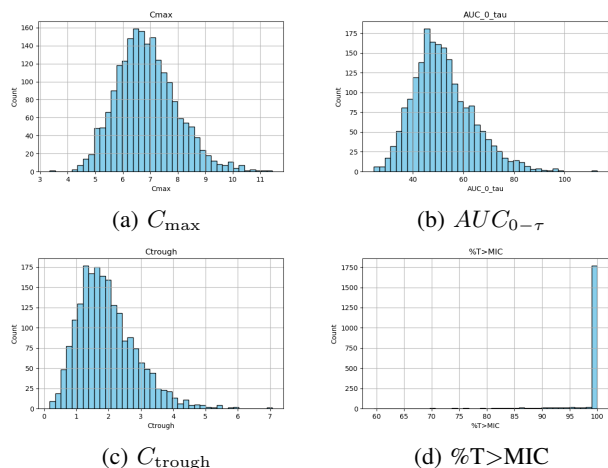 Cmax
160
140
120
100
80
60
40
20
0
Count
3 4 5 6 7 8 9 10 11
Cmax
(a) C_max
AUC_0_tau
175
150
125
100
75
50
25
0
Count
40 60 80 100
AUC_0_tau
(b) AUC_{0−τ}
Ctrough
175
150
125
100
75
50
25
0
Count
0 1 2 3 4 5 6 7
Ctrough
(c) C_trough
%T>MIC
1750
1500
1250
1000
750
500
250
0
Count
60 65 70 75 80 85 90 95 100
%T>MIC
(d) %T>MIC